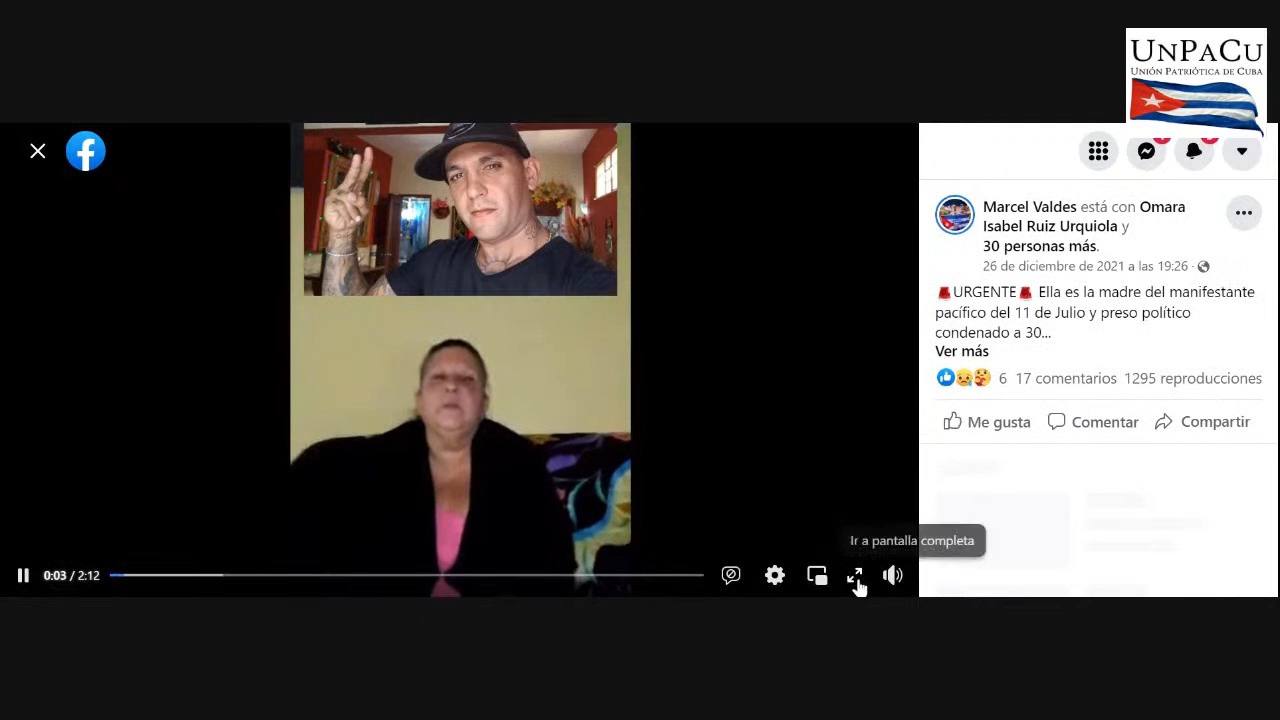 UNPACU
UNIÓN PATRIÓTICA DE CUBA
Marcel Valdes está con Omara
Isabel Ruiz Urquiola y
30 personas más.
26 de diciembre de 2021 a las 19:26 ·
URGENTE Ella es la madre del manifestante
pacífico del 11 de Julio y preso político
condenado a 30...
Ver más
6 17 comentarios 1295 reproducciones
Me gusta Comentar Compartir
Ir a pantalla completa
0:03 / 2:12